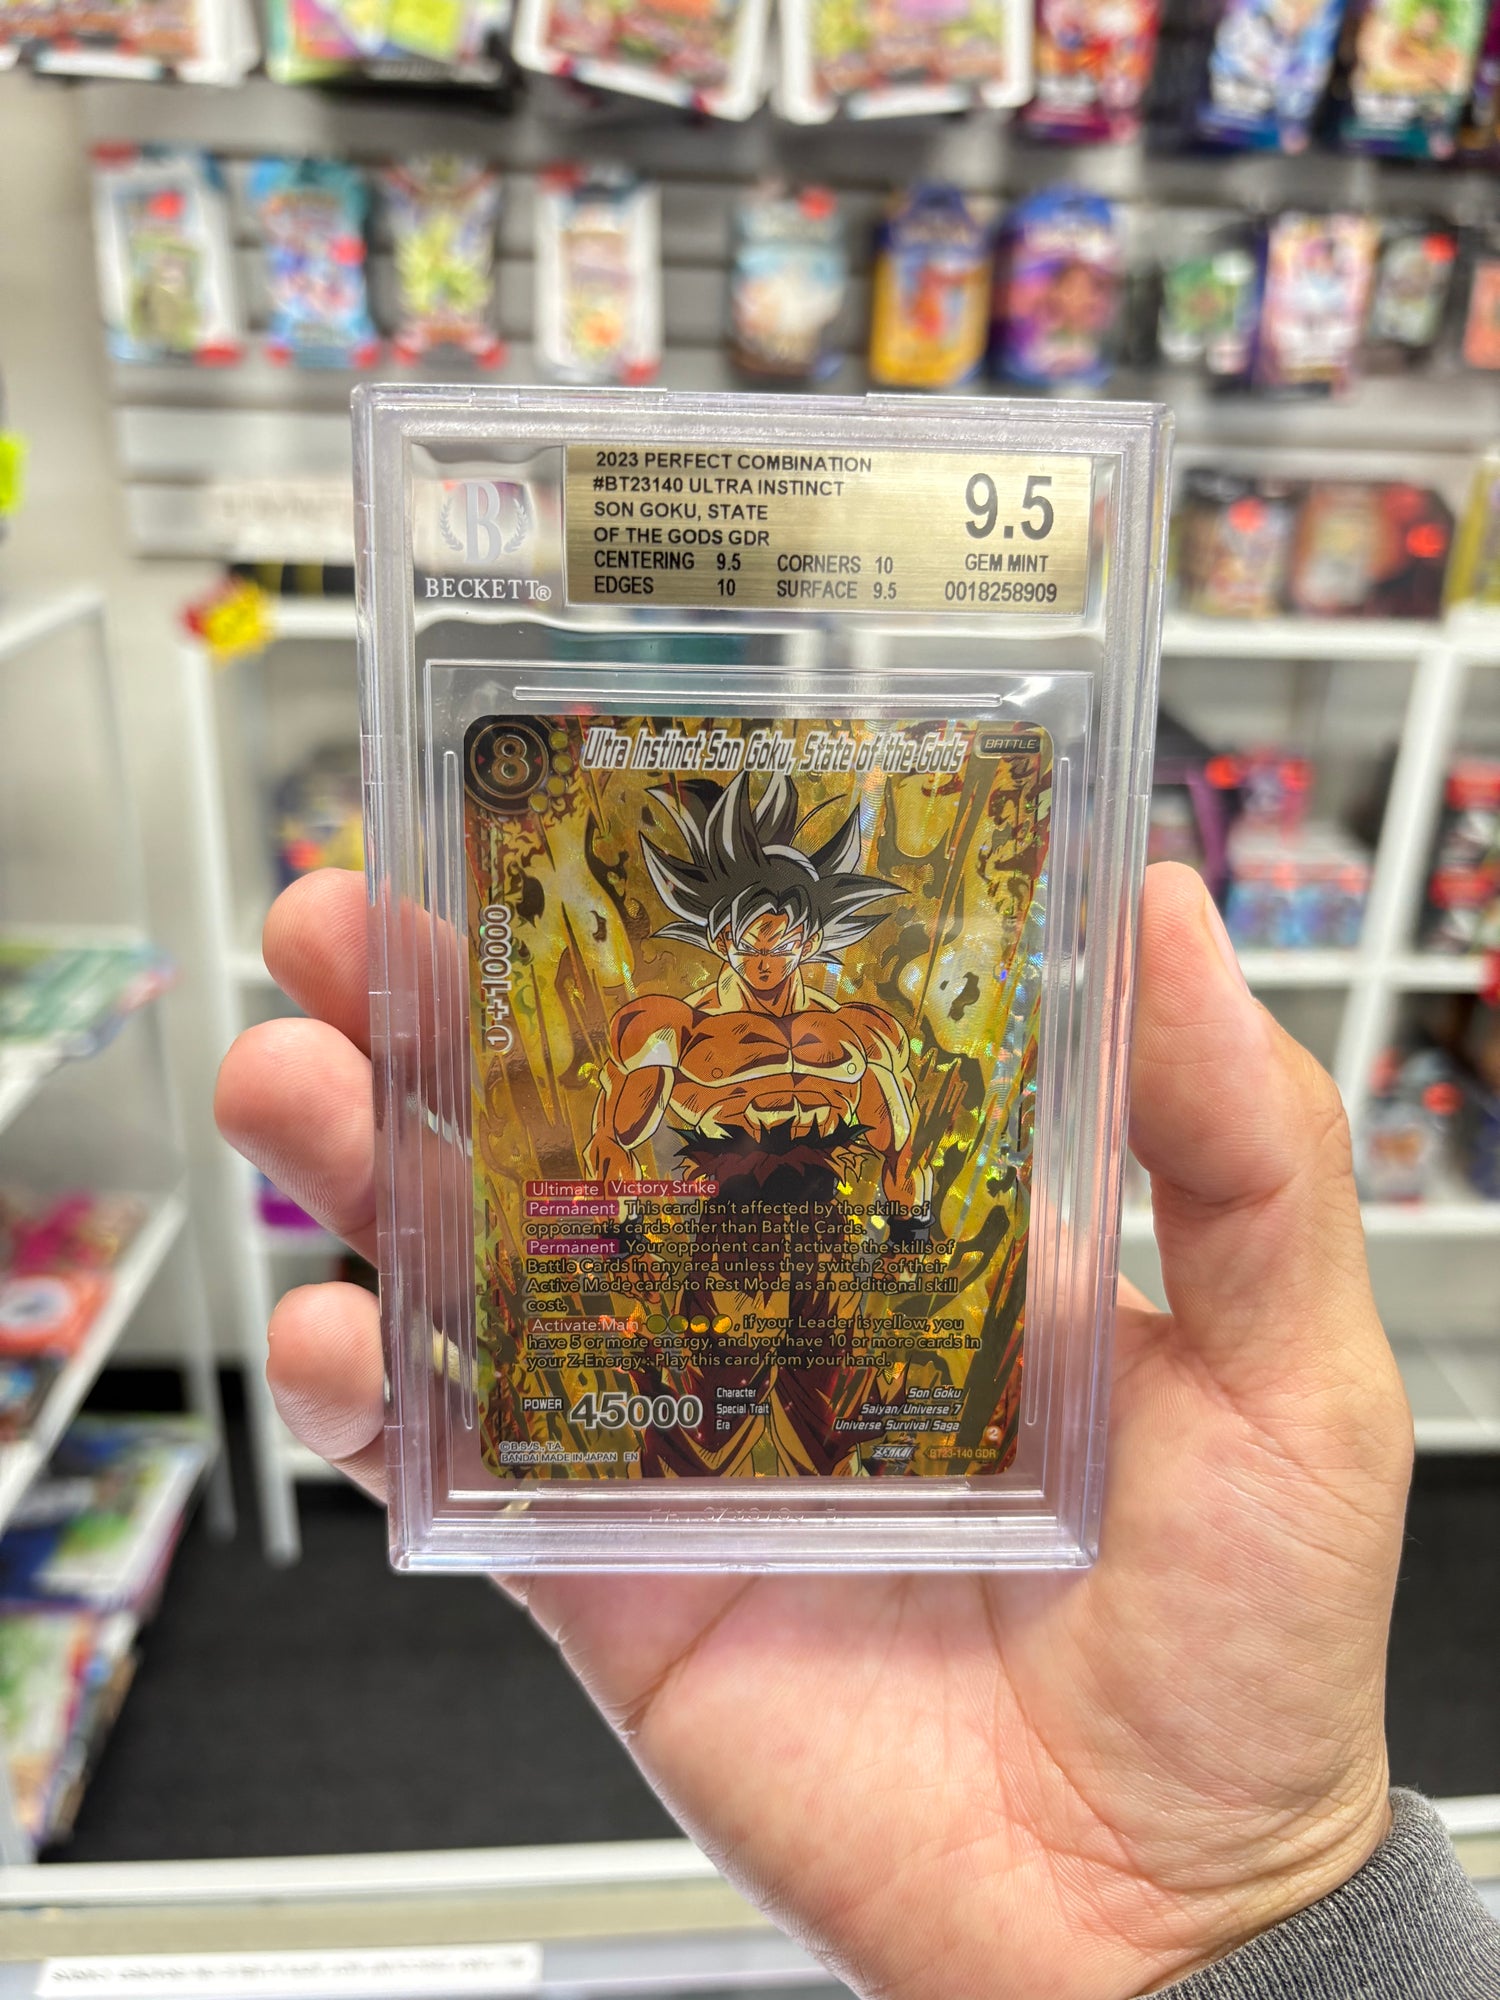 2023 PERFECT COMBINATION
#BT23140 ULTRA INSTINCT
SON GOKU, STATE
OF THE GODS GDR
CENTERING 9.5 CORNERS 10
EDGES 10 SURFACE 9.5
9.5
GEM MINT
0018258909
B
BECKETT®
8
Ultra Instinct Son Goku, State of the Gods
BATTLE
+10000
Ultimate Victory Strike
Permanent This card isn't affected by the skills of
opponent's cards other than Battle Cards.
Permanent Your opponent can't activate the skills of
Battle Cards in any area unless they switch 2 of their
Active Mode cards to Rest Mode as an additional skill
cost.
Activate:Main , if your Leader is yellow, you
have 5 or more energy, and you have 10 or more cards in
your Z-Energy : Play this card from your hand.
POWER 45000
Character Son Goku
Special Trait Saiyan/Universe 7
Era Universe Survival Saga
©B.S./S., T.A.
BANDAI MADE IN JAPAN EN
ZENKAI
2
BT23-140 GDR